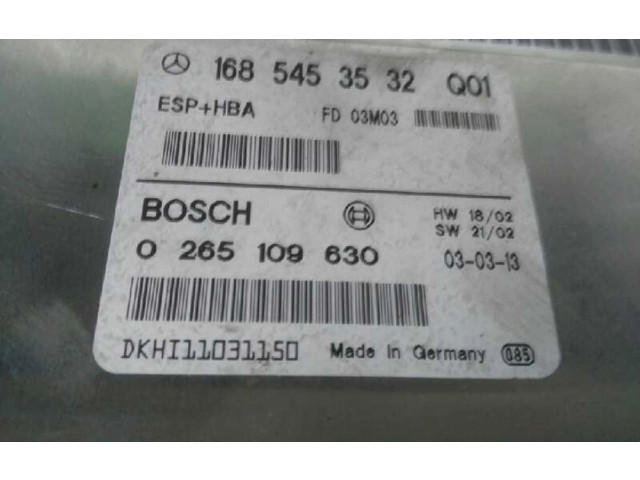 168 545 35 32 Q01
ESP+HBA FD 03M03
BOSCH HW 18/02
SW 21/02
0 265 109 630 03-03-13
DKHI11031150 Made In Germany 085